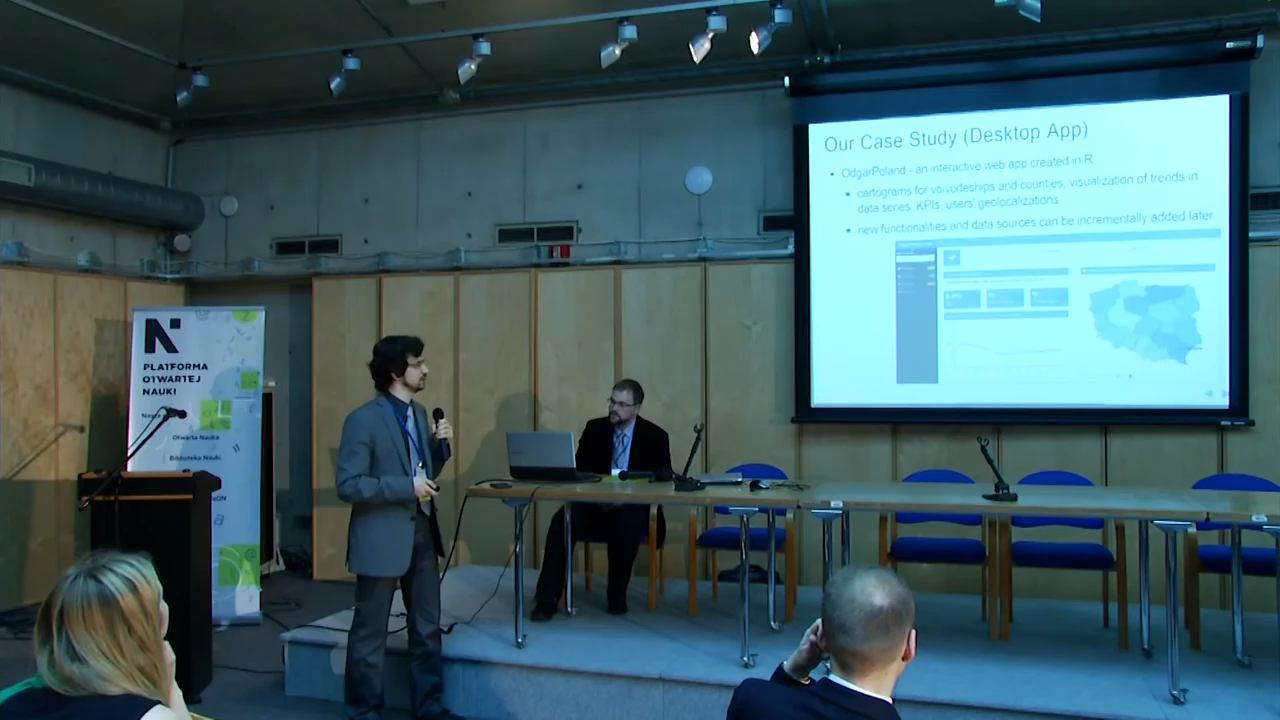 Our Case Study (Desktop App)
• OdgarPoland - an interactive web app created in R
• cartograms for voivodeships and counties, visualization of trends in
data series, KPIs, users' geolocalizations
• new functionalities and data sources can be incrementally added later
N
PLATFORMA
OTWARTEJ
NAUKI
Otwarta Nauka
Biblioteka Nauki